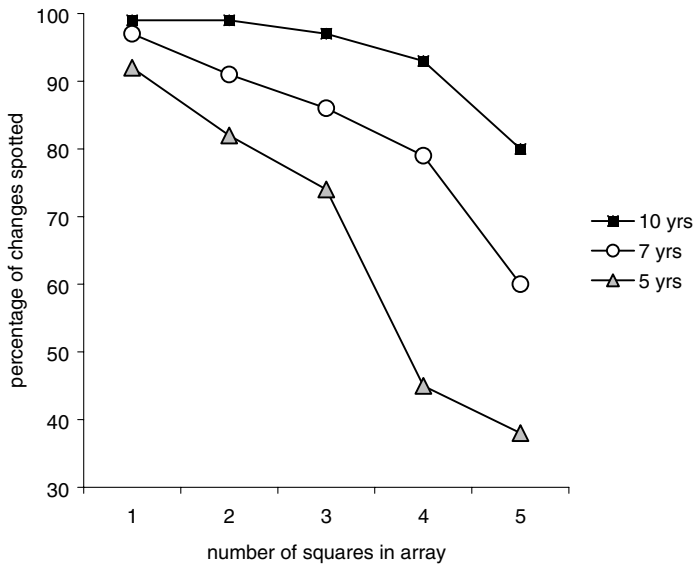 percentage of changes spotted
100
90
80
70
60
50
40
30
1 2 3 4 5
number of squares in array
10 yrs
7 yrs
5 yrs